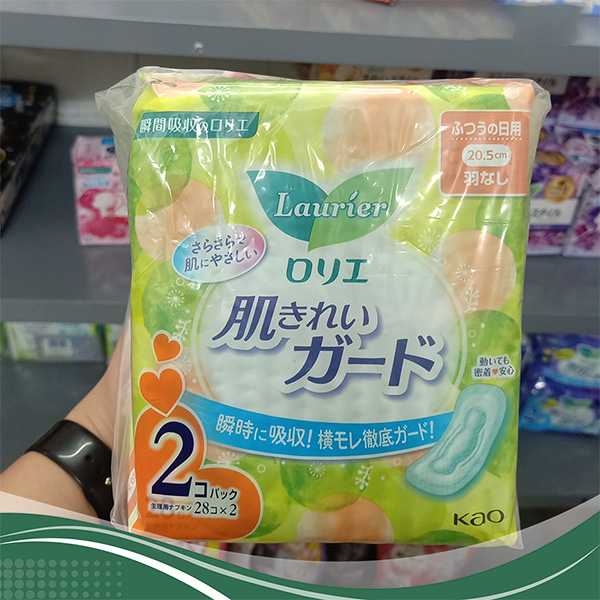 瞬間吸収のロリエ
ふつうの日用
20.5cm
羽なし
Laurier
さらさらで
肌にやさしい
ロリエ
肌きれい
ガード
動いても
密着♥安心
瞬時に吸収!横モレ徹底ガード!
2コパック
生理用ナプキン 28コ×2
Kao